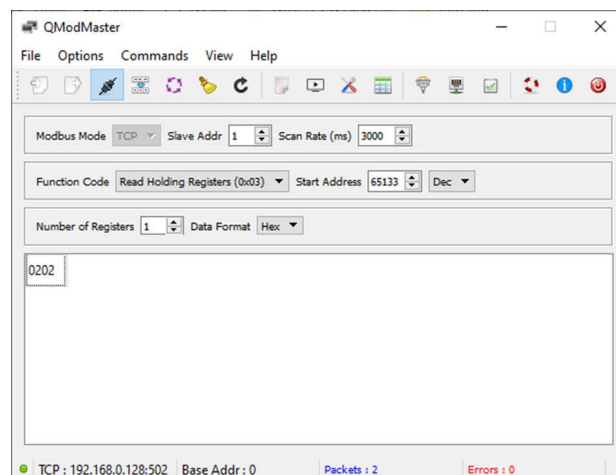 QModMaster
File Options Commands View Help
Modbus Mode TCP Slave Addr 1 Scan Rate (ms) 3000
Function Code Read Holding Registers (0x03) Start Address 65133 Dec
Number of Registers 1 Data Format Hex
0202
TCP : 192.168.0.128:502 Base Addr : 0 Packets : 2 Errors : 0